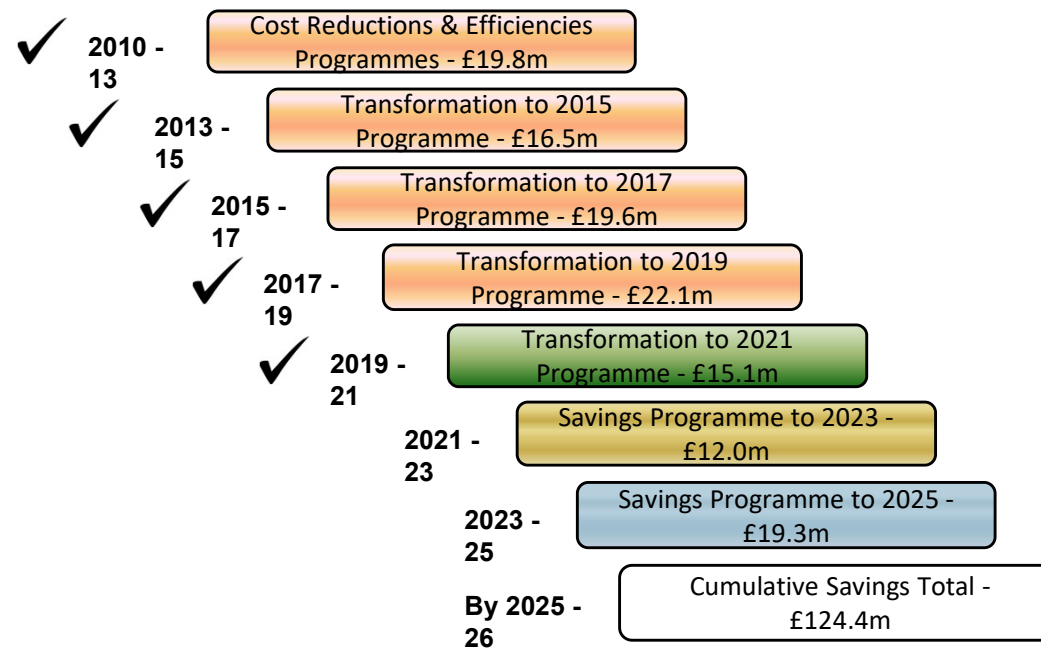 2010 -
13
Cost Reductions & Efficiencies
Programmes - £19.8m
2013 -
15
Transformation to 2015
Programme - £16.5m
2015 -
17
Transformation to 2017
Programme - £19.6m
2017 -
19
Transformation to 2019
Programme - £22.1m
2019 -
21
Transformation to 2021
Programme - £15.1m
2021 -
23
Savings Programme to 2023 -
£12.0m
2023 -
25
Savings Programme to 2025 -
£19.3m
By 2025 -
26
Cumulative Savings Total -
£124.4m